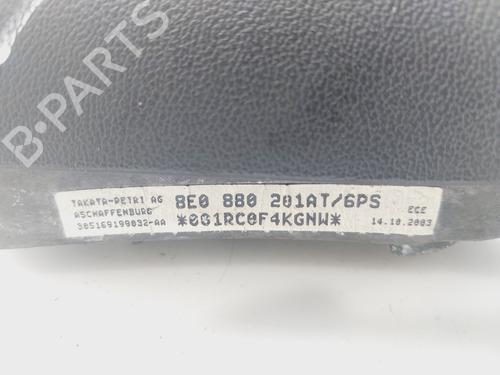 B-PARTS
TAKATA-PETRI AG
ASCHAFFENBURG
305169199032-AA
8E0 880 201AT/6PS
*001RC0F4KGNW*
ECE
14.10.2003